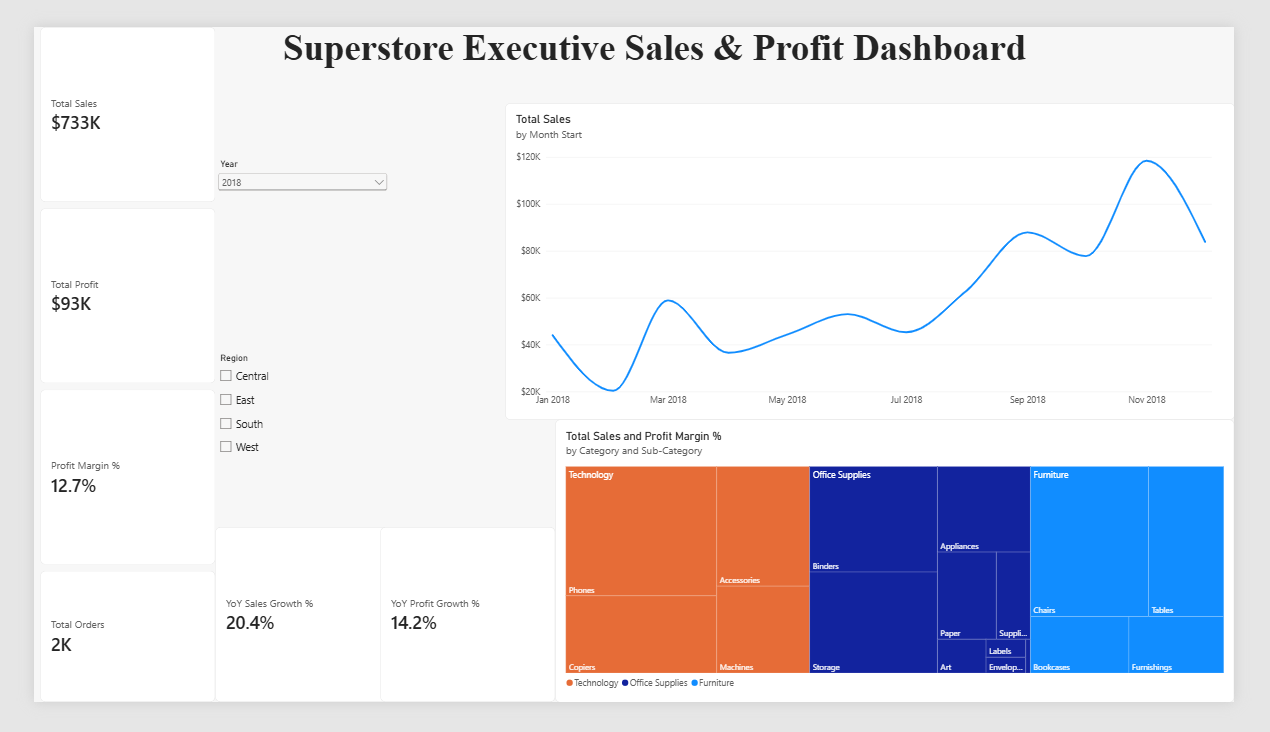 Superstore Executive Sales & Profit Dashboard
Total Sales
$733K
Total Profit
$93K
Profit Margin %
12.7%
Total Orders
2K
Year
2018
Region
Central
East
South
West
YoY Sales Growth %
20.4%
YoY Profit Growth %
14.2%
Total Sales
by Month Start
$120K
$100K
$80K
$60K
$40K
$20K
Jan 2018 Mar 2018 May 2018 Jul 2018 Sep 2018 Nov 2018
Total Sales and Profit Margin %
by Category and Sub-Category
Technology
Phones
Accessories
Copiers
Machines
Office Supplies
Binders
Storage
Appliances
Paper
Suppli...
Art
Labels
Envelop...
Furniture
Chairs
Tables
Bookcases
Furnishings
Technology Office Supplies Furniture